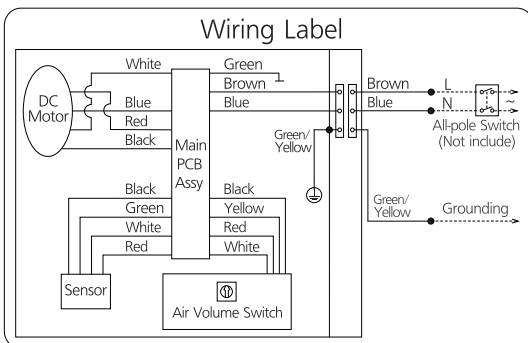 Wiring Label
White
Green
Brown
Brown
L
DC
Motor
Blue
Blue
Blue
N
~
Red
All-pole Switch
(Not include)
Black
Main
PCB
Assy
Green/
Yellow
Black
Black
Green
Yellow
Green/
Yellow
Grounding
White
Red
Red
White
Sensor
Air Volume Switch